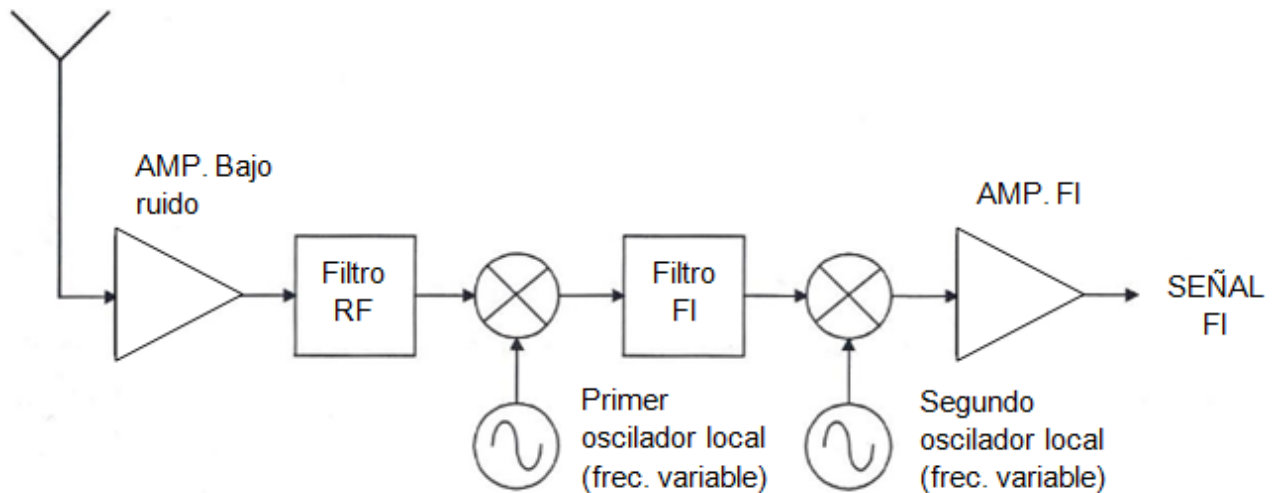 AMP. Bajo
ruido
Filtro
RF
Filtro
FI
AMP. FI
SEÑAL
FI
Primer
oscilador local
(frec. variable)
Segundo
oscilador local
(frec. variable)